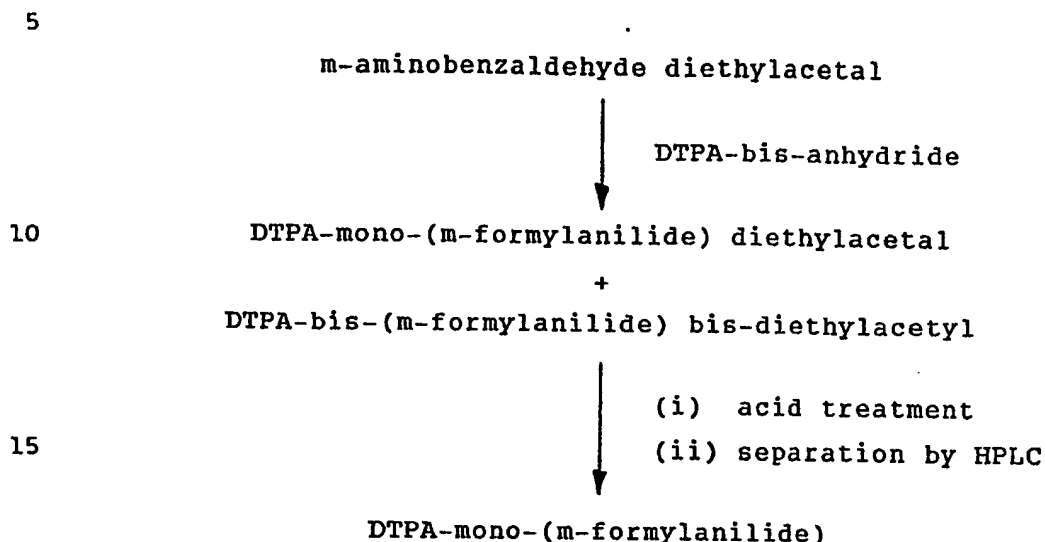 5
m-aminobenzaldehyde diethylacetal
DTPA-bis-anhydride
10 DTPA-mono-(m-formylanilide) diethylacetal
+
DTPA-bis-(m-formylanilide) bis-diethylacetyl
(i) acid treatment
15 (ii) separation by HPLC
DTPA-mono-(m-formylanilide)